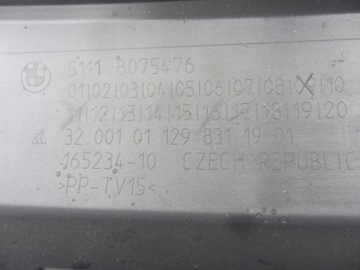 5111 8075476
01|02|03|04|05|06|07|08|09|10
11|12|13|14|15|16|17|18|19|20
32 001 01 129 831 19-01
165234-10 CZECH REPUBLIC
>PP-TV15<